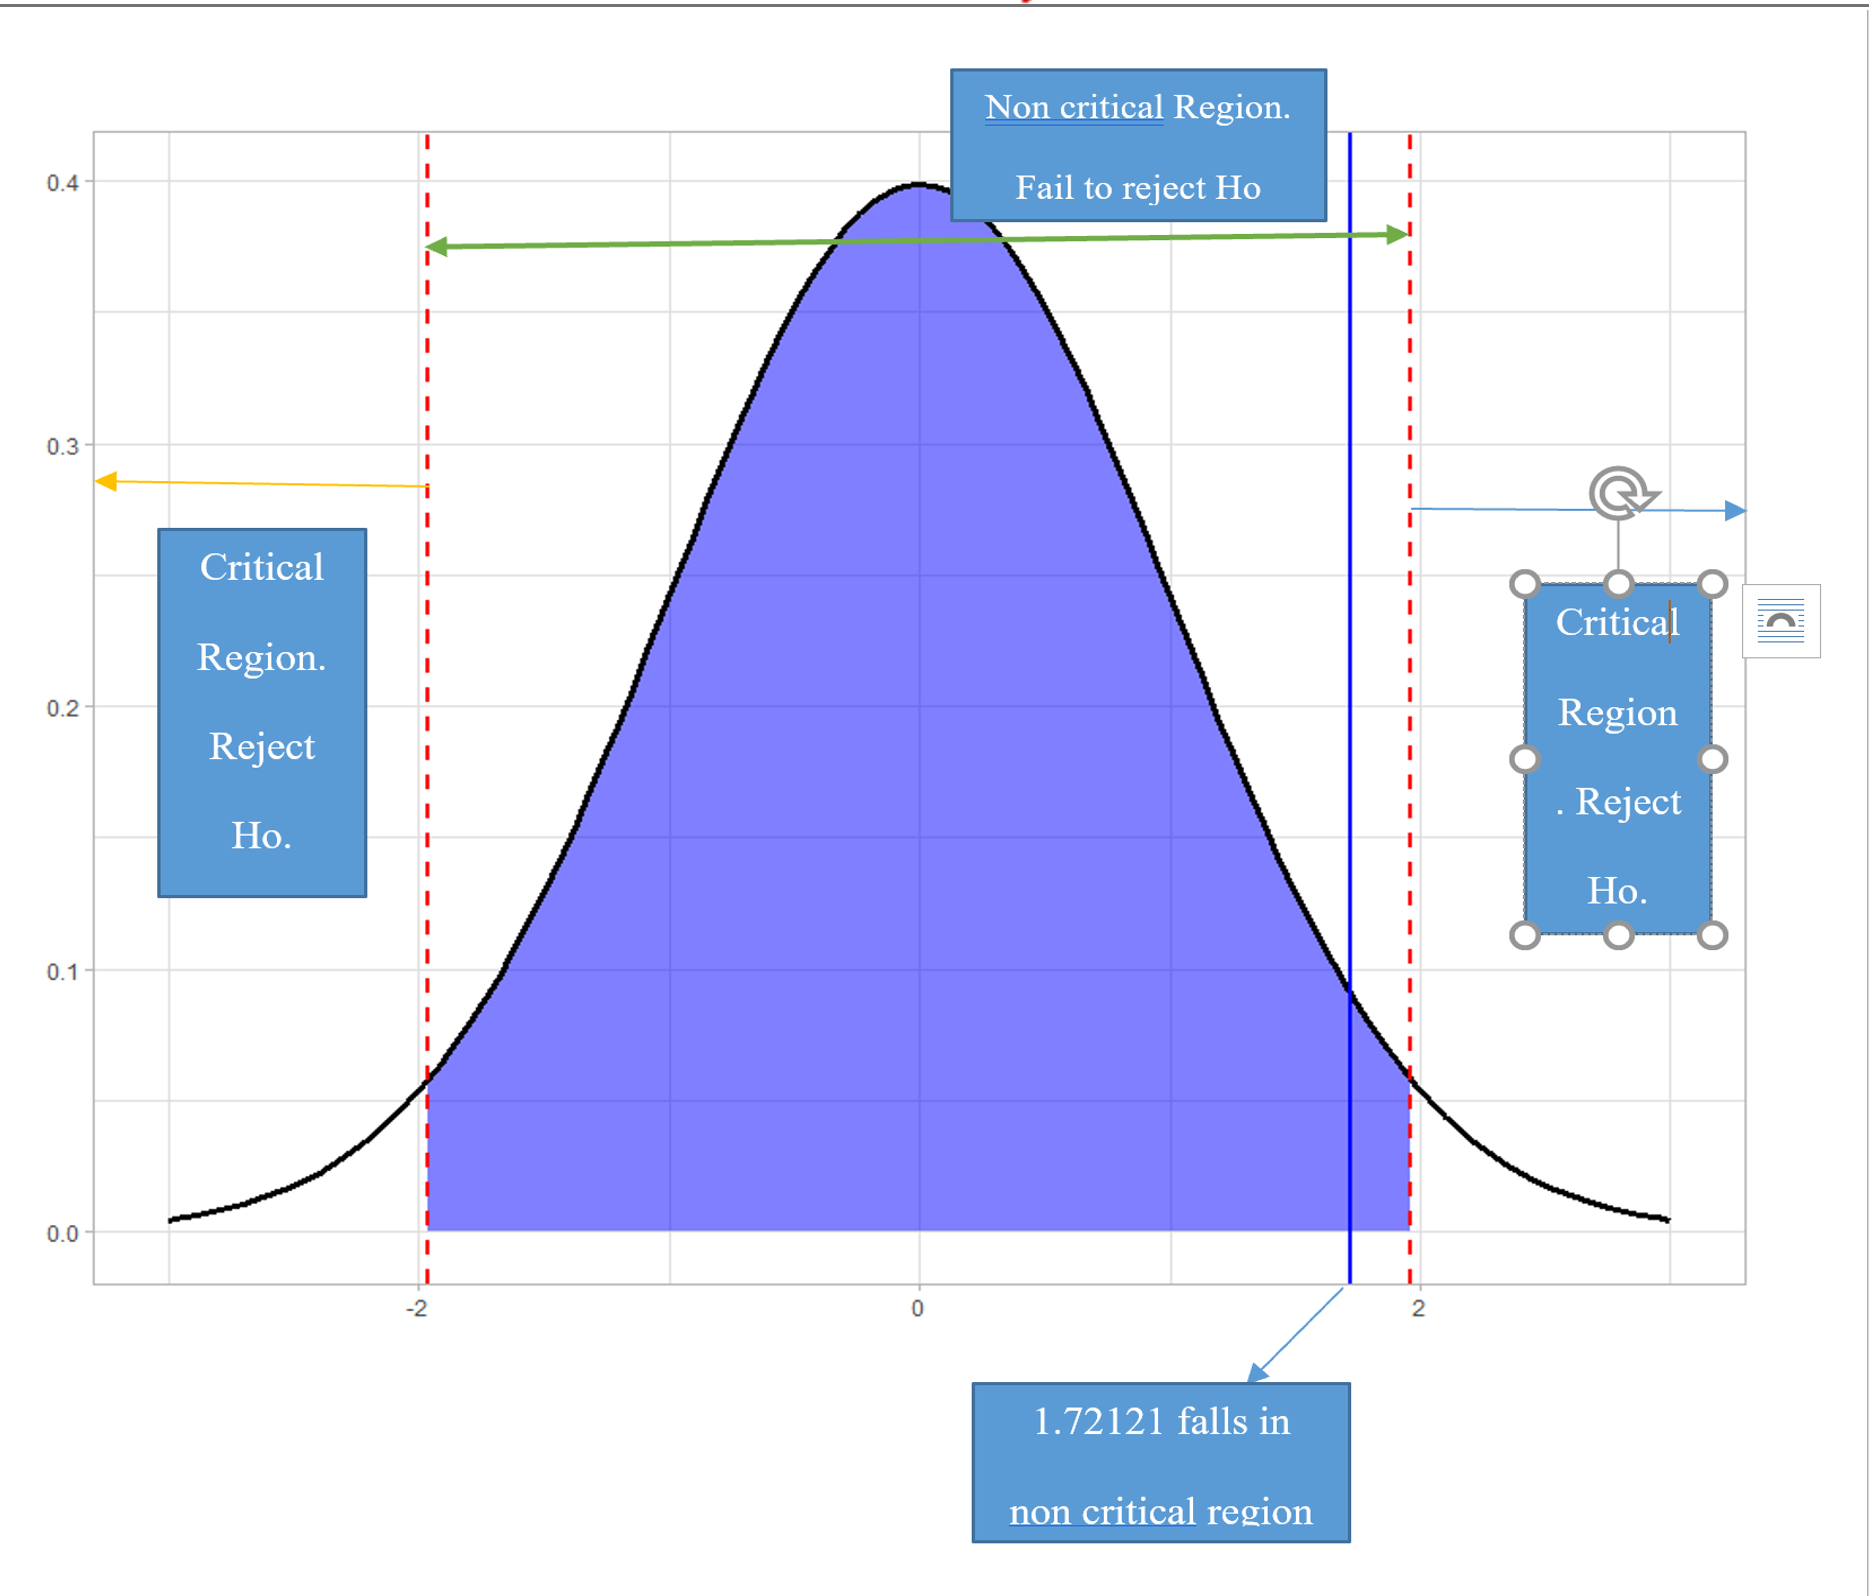 Non critical Region.
Fail to reject Ho
0.4
0.3
0.2
0.1
0.0
Critical
Region.
Reject
Ho.
Critical
Region
. Reject
Ho.
-2
0
2
1.72121 falls in
non critical region